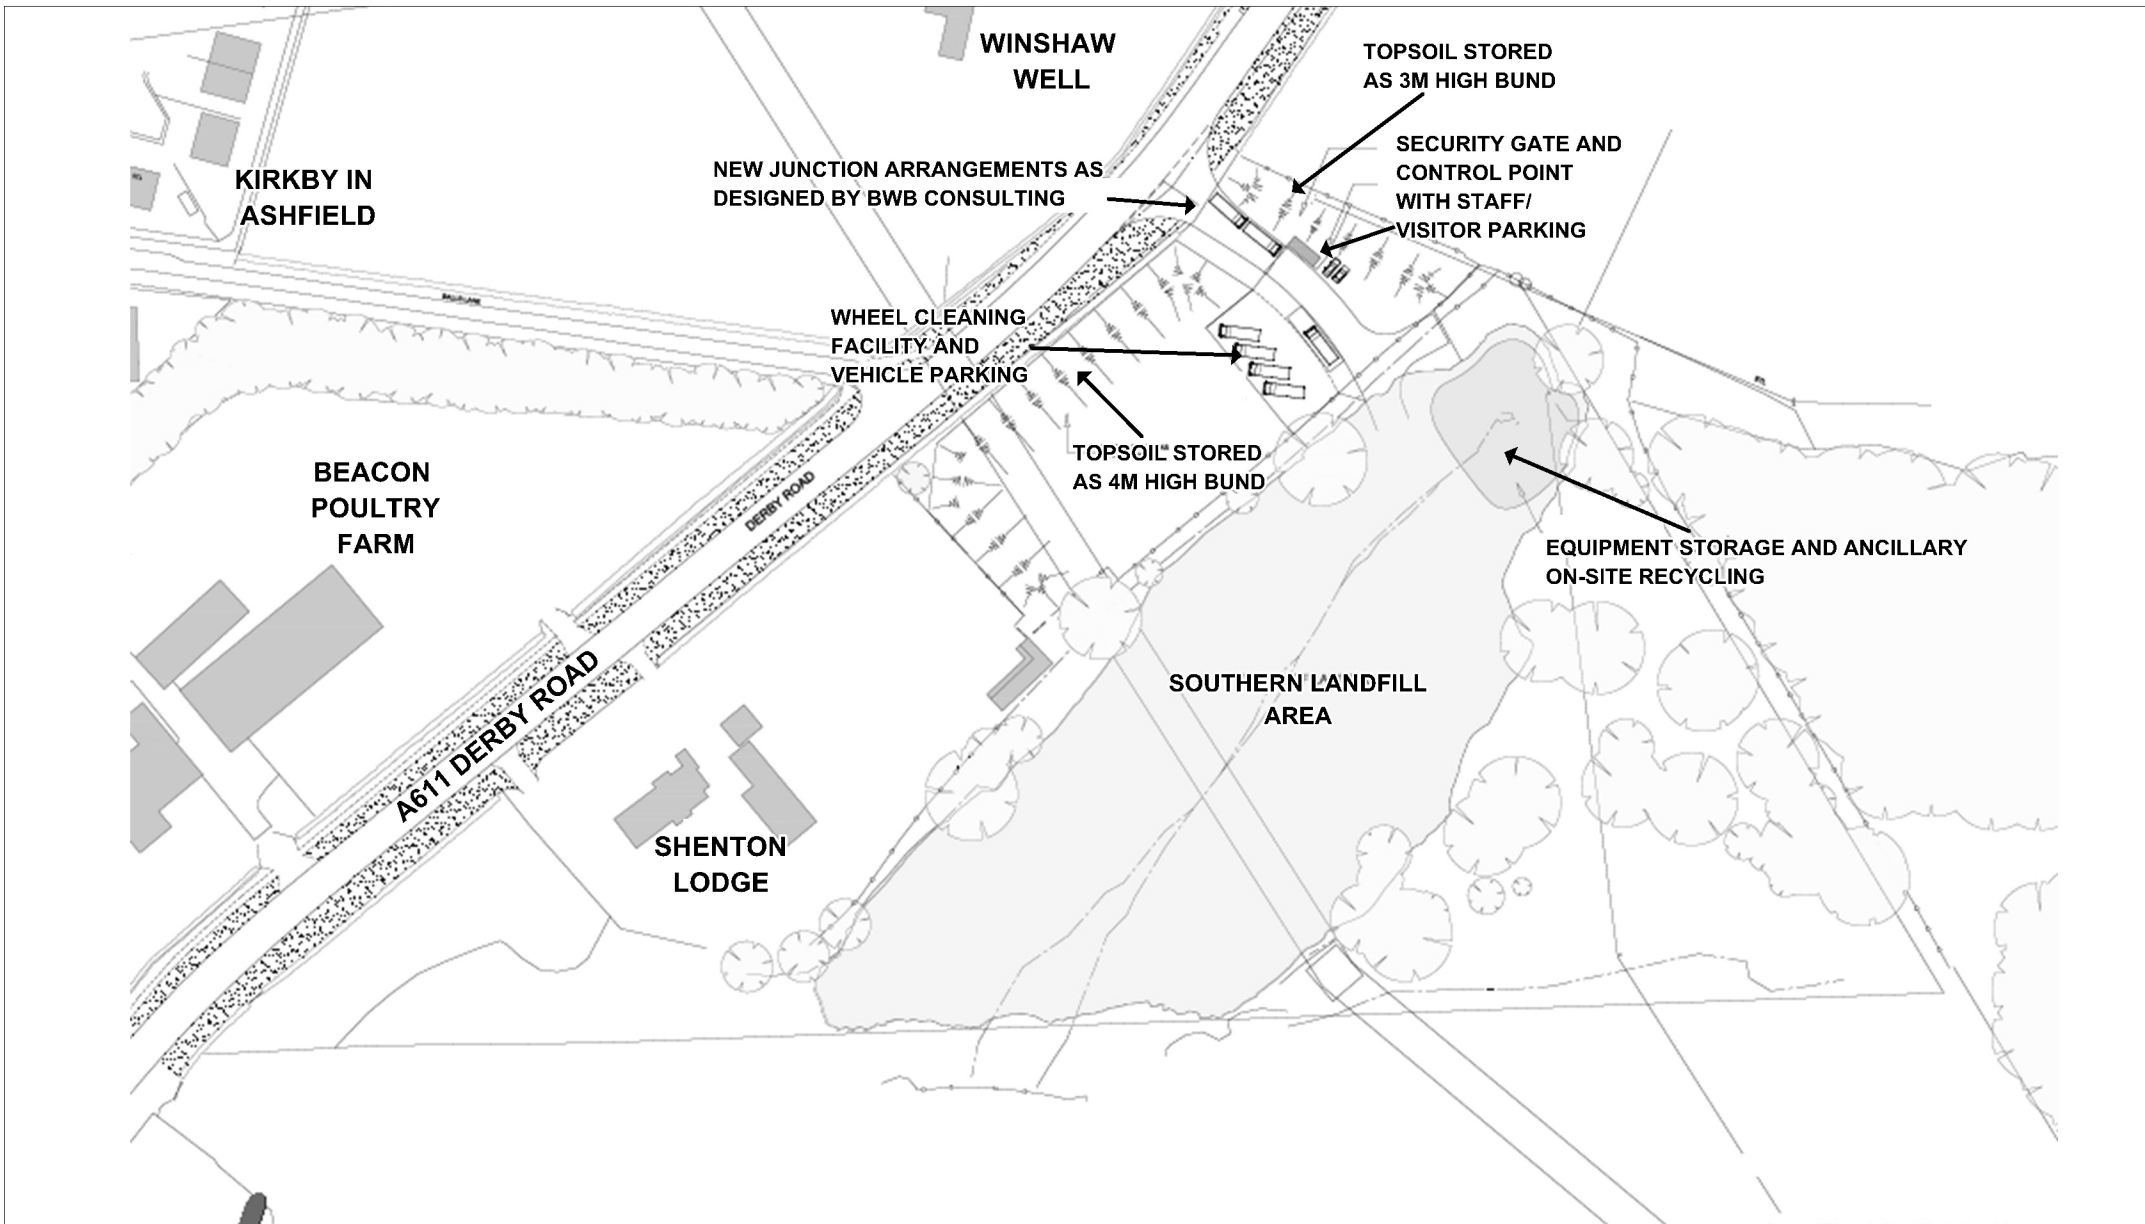 WINSHAW
WELL
TOPSOIL STORED
AS 3M HIGH BUND
SECURITY GATE AND
CONTROL POINT
WITH STAFF/
VISITOR PARKING
NEW JUNCTION ARRANGEMENTS AS
DESIGNED BY BWB CONSULTING
KIRKBY IN
ASHFIELD
WHEEL CLEANING
FACILITY AND
VEHICLE PARKING
TOPSOIL STORED
AS 4M HIGH BUND
BEACON
POULTRY
FARM
DERBY ROAD
EQUIPMENT STORAGE AND ANCILLARY
ON-SITE RECYCLING
A611 DERBY ROAD
SOUTHERN LANDFILL
AREA
SHENTON
LODGE